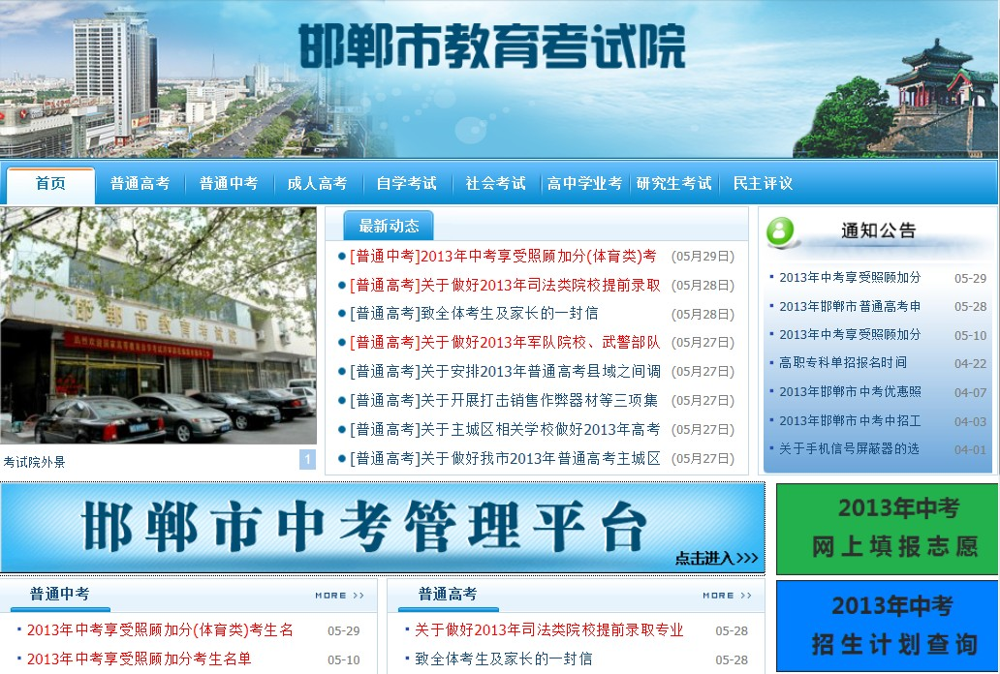 邯郸市教育考试院
首页 普通高考 普通中考 成人高考 自学考试 社会考试 高中学业考 研究生考试 民主评议
邯郸市教育考试院
考试院外景 1
最新动态
[普通中考]2013年中考享受照顾加分(体育类)考 (05月29日)
[普通高考]关于做好2013年司法类院校提前录取 (05月28日)
[普通高考]致全体考生及家长的一封信 (05月28日)
[普通高考]关于做好2013年军队院校、武警部队 (05月27日)
[普通高考]关于安排2013年普通高考县域之间调 (05月27日)
[普通高考]关于开展打击销售作弊器材等三项集 (05月27日)
[普通高考]关于主城区相关学校做好2013年高考 (05月27日)
[普通高考]关于做好我市2013年普通高考主城区 (05月27日)
通知公告
2013年中考享受照顾加分 05-29
2013年邯郸市普通高考申 05-28
2013年中考享受照顾加分 05-10
高职专科单招报名时间 04-22
2013年邯郸市中考优惠照 04-07
2013年邯郸市中考中招工 04-03
关于手机信号屏蔽器的选 04-01
邯郸市中考管理平台
点击进入>>>
2013年中考
网上填报志愿
普通中考 MORE >>
2013年中考享受照顾加分(体育类)考生名 05-29
2013年中考享受照顾加分考生名单 05-10
普通高考 MORE >>
关于做好2013年司法类院校提前录取专业 05-28
致全体考生及家长的一封信 05-28
2013年中考
招生计划查询